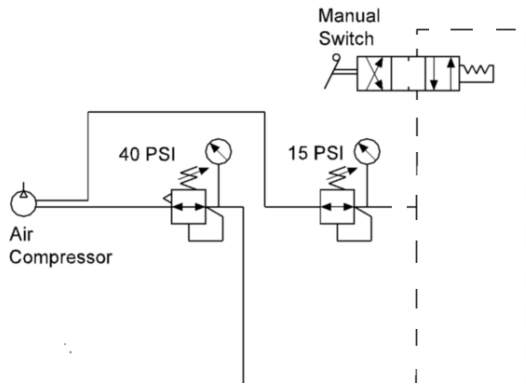 Manual
Switch
40 PSI
15 PSI
Air
Compressor